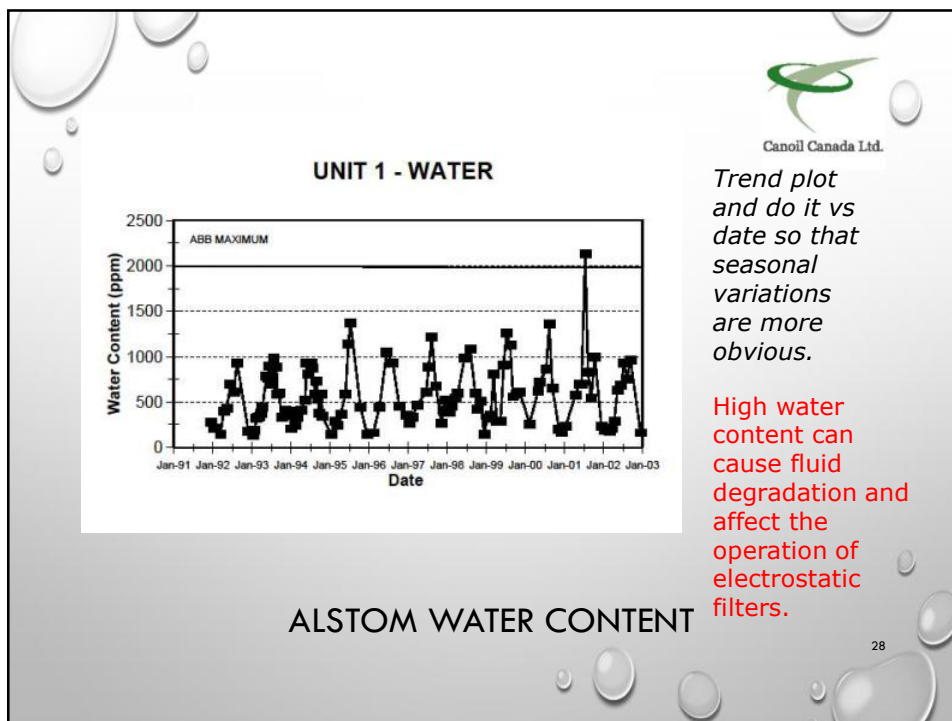 Canoil Canada Ltd.
UNIT 1 - WATER
Trend plot
and do it vs
date so that
seasonal
variations
are more
obvious.
High water
content can
cause fluid
degradation and
affect the
operation of
electrostatic
filters.
2500
2000
1500
1000
500
0
ABB MAXIMUM
Water Content (ppm)
Jan-91 Jan-92 Jan-93 Jan-94 Jan-95 Jan-96 Jan-97 Jan-98 Jan-99 Jan-00 Jan-01 Jan-02 Jan-03
Date
ALSTOM WATER CONTENT
28